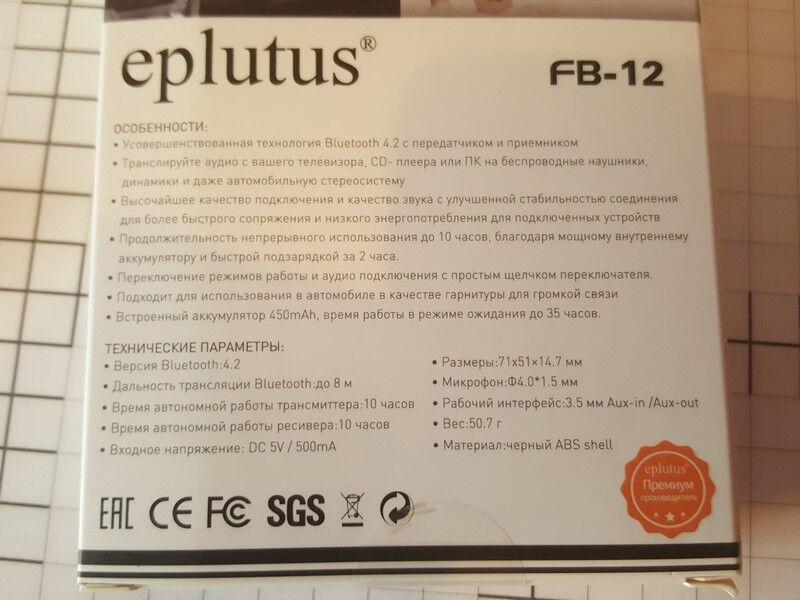 eplutus®
FB-12
ОСОБЕННОСТИ:
• Усовершенствованная технология Bluetooth 4.2 с передатчиком и приемником
• Транслируйте аудио с вашего телевизора, CD- плеера или ПК на беспроводные наушники,
динамики и даже автомобильную стереосистему
• Высочайшее качество подключения и качество звука с улучшенной стабильностью соединения
для более быстрого сопряжения и низкого энергопотребления для подключенных устройств
• Продолжительность непрерывного использования до 10 часов, благодаря мощному внутреннему
аккумулятору и быстрой подзарядкой за 2 часа.
• Переключение режимов работы и аудио подключения с простым щелчком переключателя.
• Подходит для использования в автомобиле в качестве гарнитуры для громкой связи
• Встроенный аккумулятор 450mAh, время работы в режиме ожидания до 35 часов.
ТЕХНИЧЕСКИЕ ПАРАМЕТРЫ:
• Версия Bluetooth:4.2
• Дальность трансляции Bluetooth:до 8 м
• Время автономной работы трансмиттера:10 часов
• Время автономной работы ресивера:10 часов
• Входное напряжение: DC 5V / 500mA
• Размеры:71x51×14.7 мм
• Микрофон:Ф4.0*1.5 мм
• Рабочий интерфейс:3.5 мм Aux-in /Aux-out
• Вес:50.7 г
• Материал:черный ABS shell
eplutus®
Премиум
производитель
EAC CE FC SGS